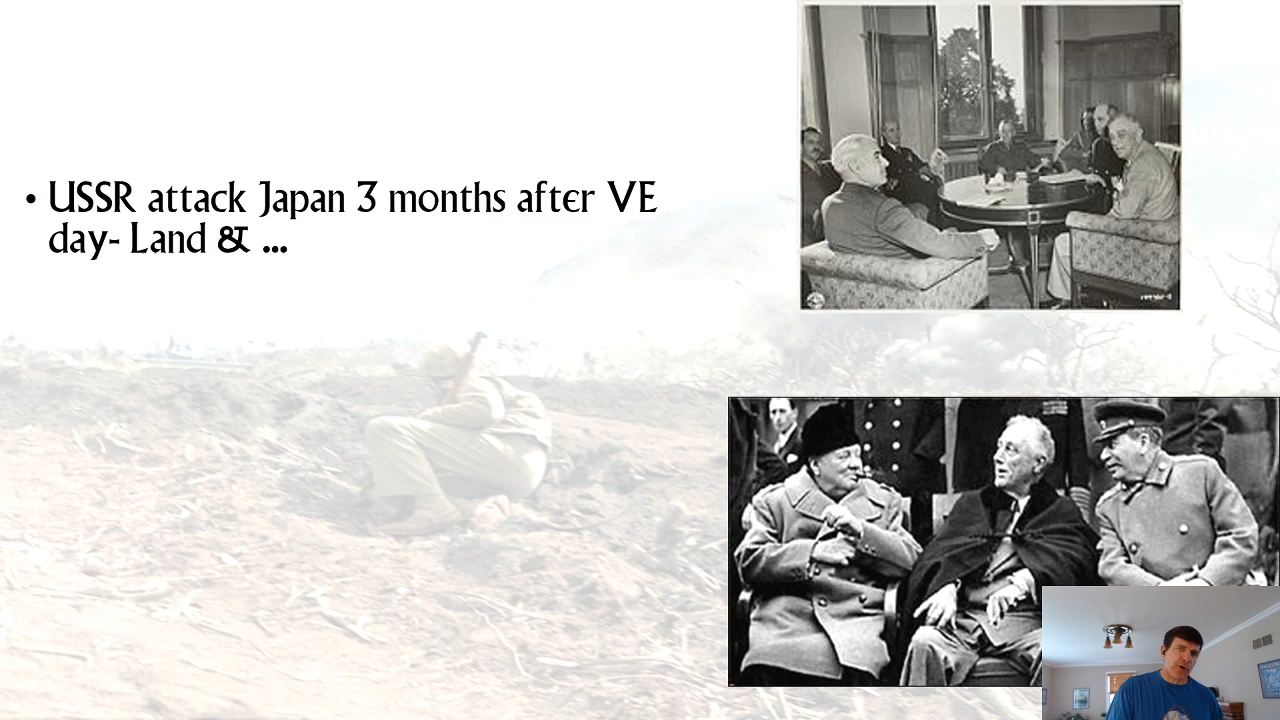 • USSR attack Japan 3 months after VE
day- Land & ...